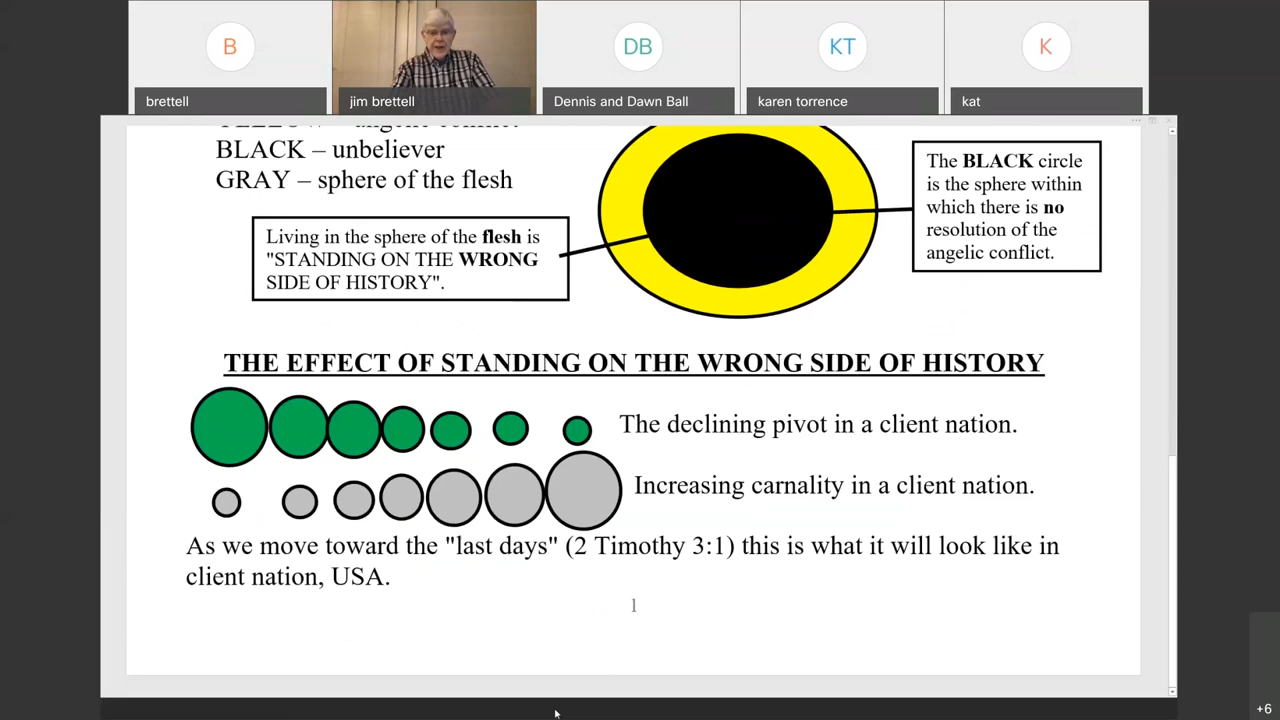 B
DB
KT
K
brettell
jim brettell
Dennis and Dawn Ball
karen torrence
kat
YELLOW – angelic conflict
BLACK – unbeliever
GRAY – sphere of the flesh
The BLACK circle
is the sphere within
which there is no
resolution of the
angelic conflict.
Living in the sphere of the flesh is
"STANDING ON THE WRONG
SIDE OF HISTORY".
THE EFFECT OF STANDING ON THE WRONG SIDE OF HISTORY
The declining pivot in a client nation.
Increasing carnality in a client nation.
As we move toward the "last days" (2 Timothy 3:1) this is what it will look like in
client nation, USA.
1
+6